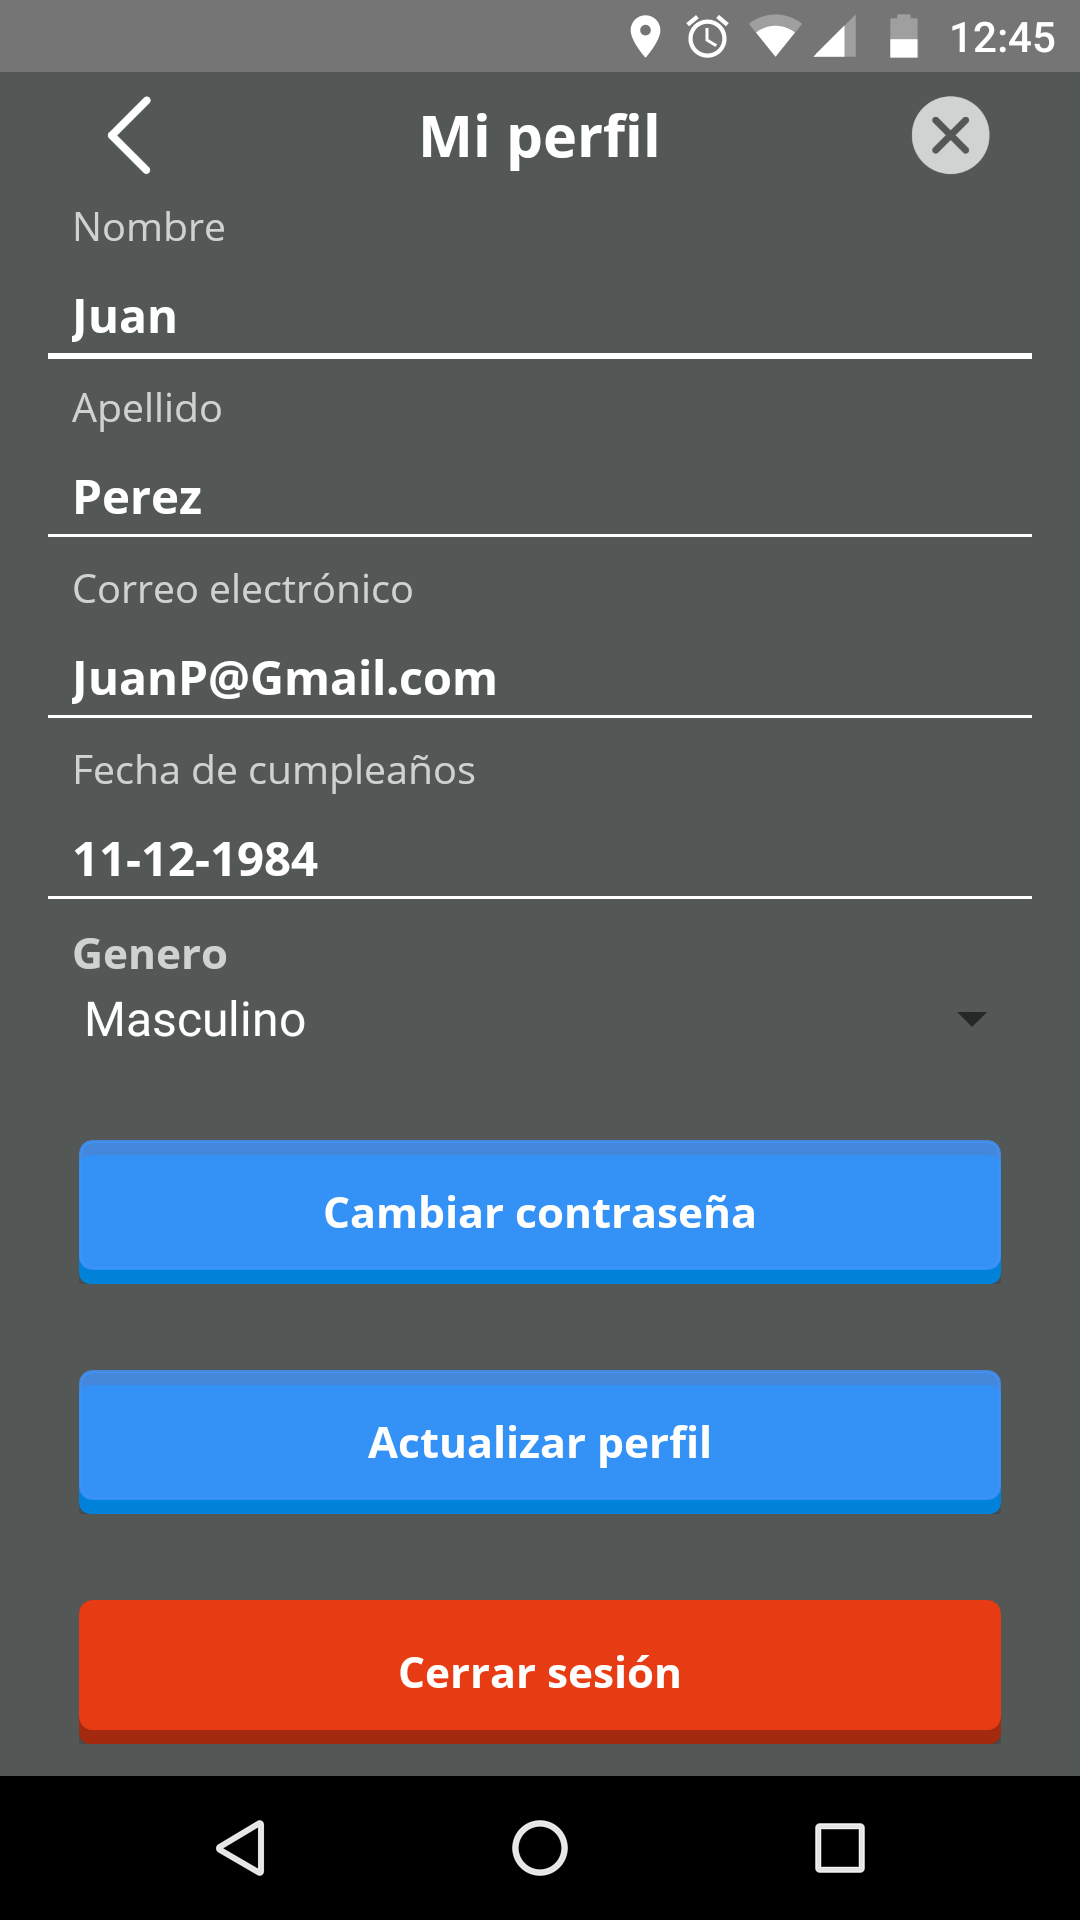 12:45
Mi perfil
Nombre
Juan
Apellido
Perez
Correo electrónico
JuanP@Gmail.com
Fecha de cumpleaños
11-12-1984
Genero
Masculino
Cambiar contraseña
Actualizar perfil
Cerrar sesión